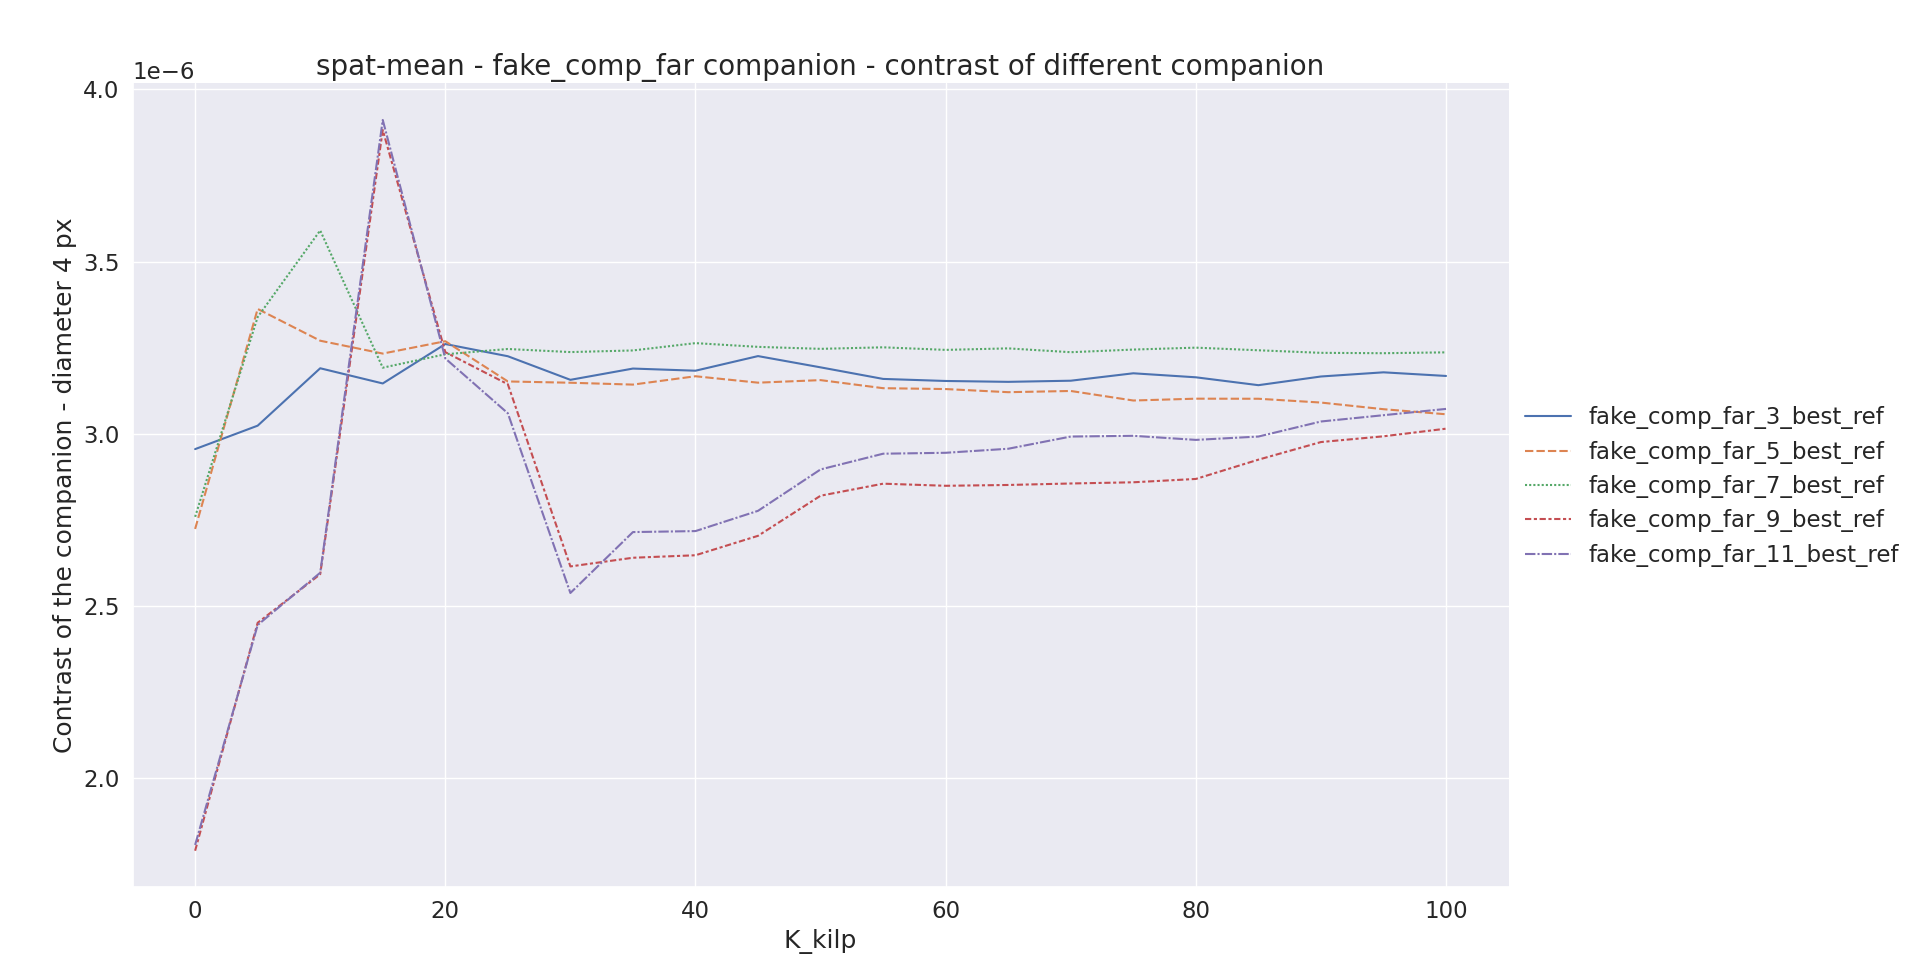 spat-mean - fake_comp_far companion - contrast of different companion
1e−6
4.0
3.5
3.0
2.5
2.0
Contrast of the companion - diameter 4 px
0 20 40 60 80 100
K_kilp
fake_comp_far_3_best_ref
fake_comp_far_5_best_ref
fake_comp_far_7_best_ref
fake_comp_far_9_best_ref
fake_comp_far_11_best_ref